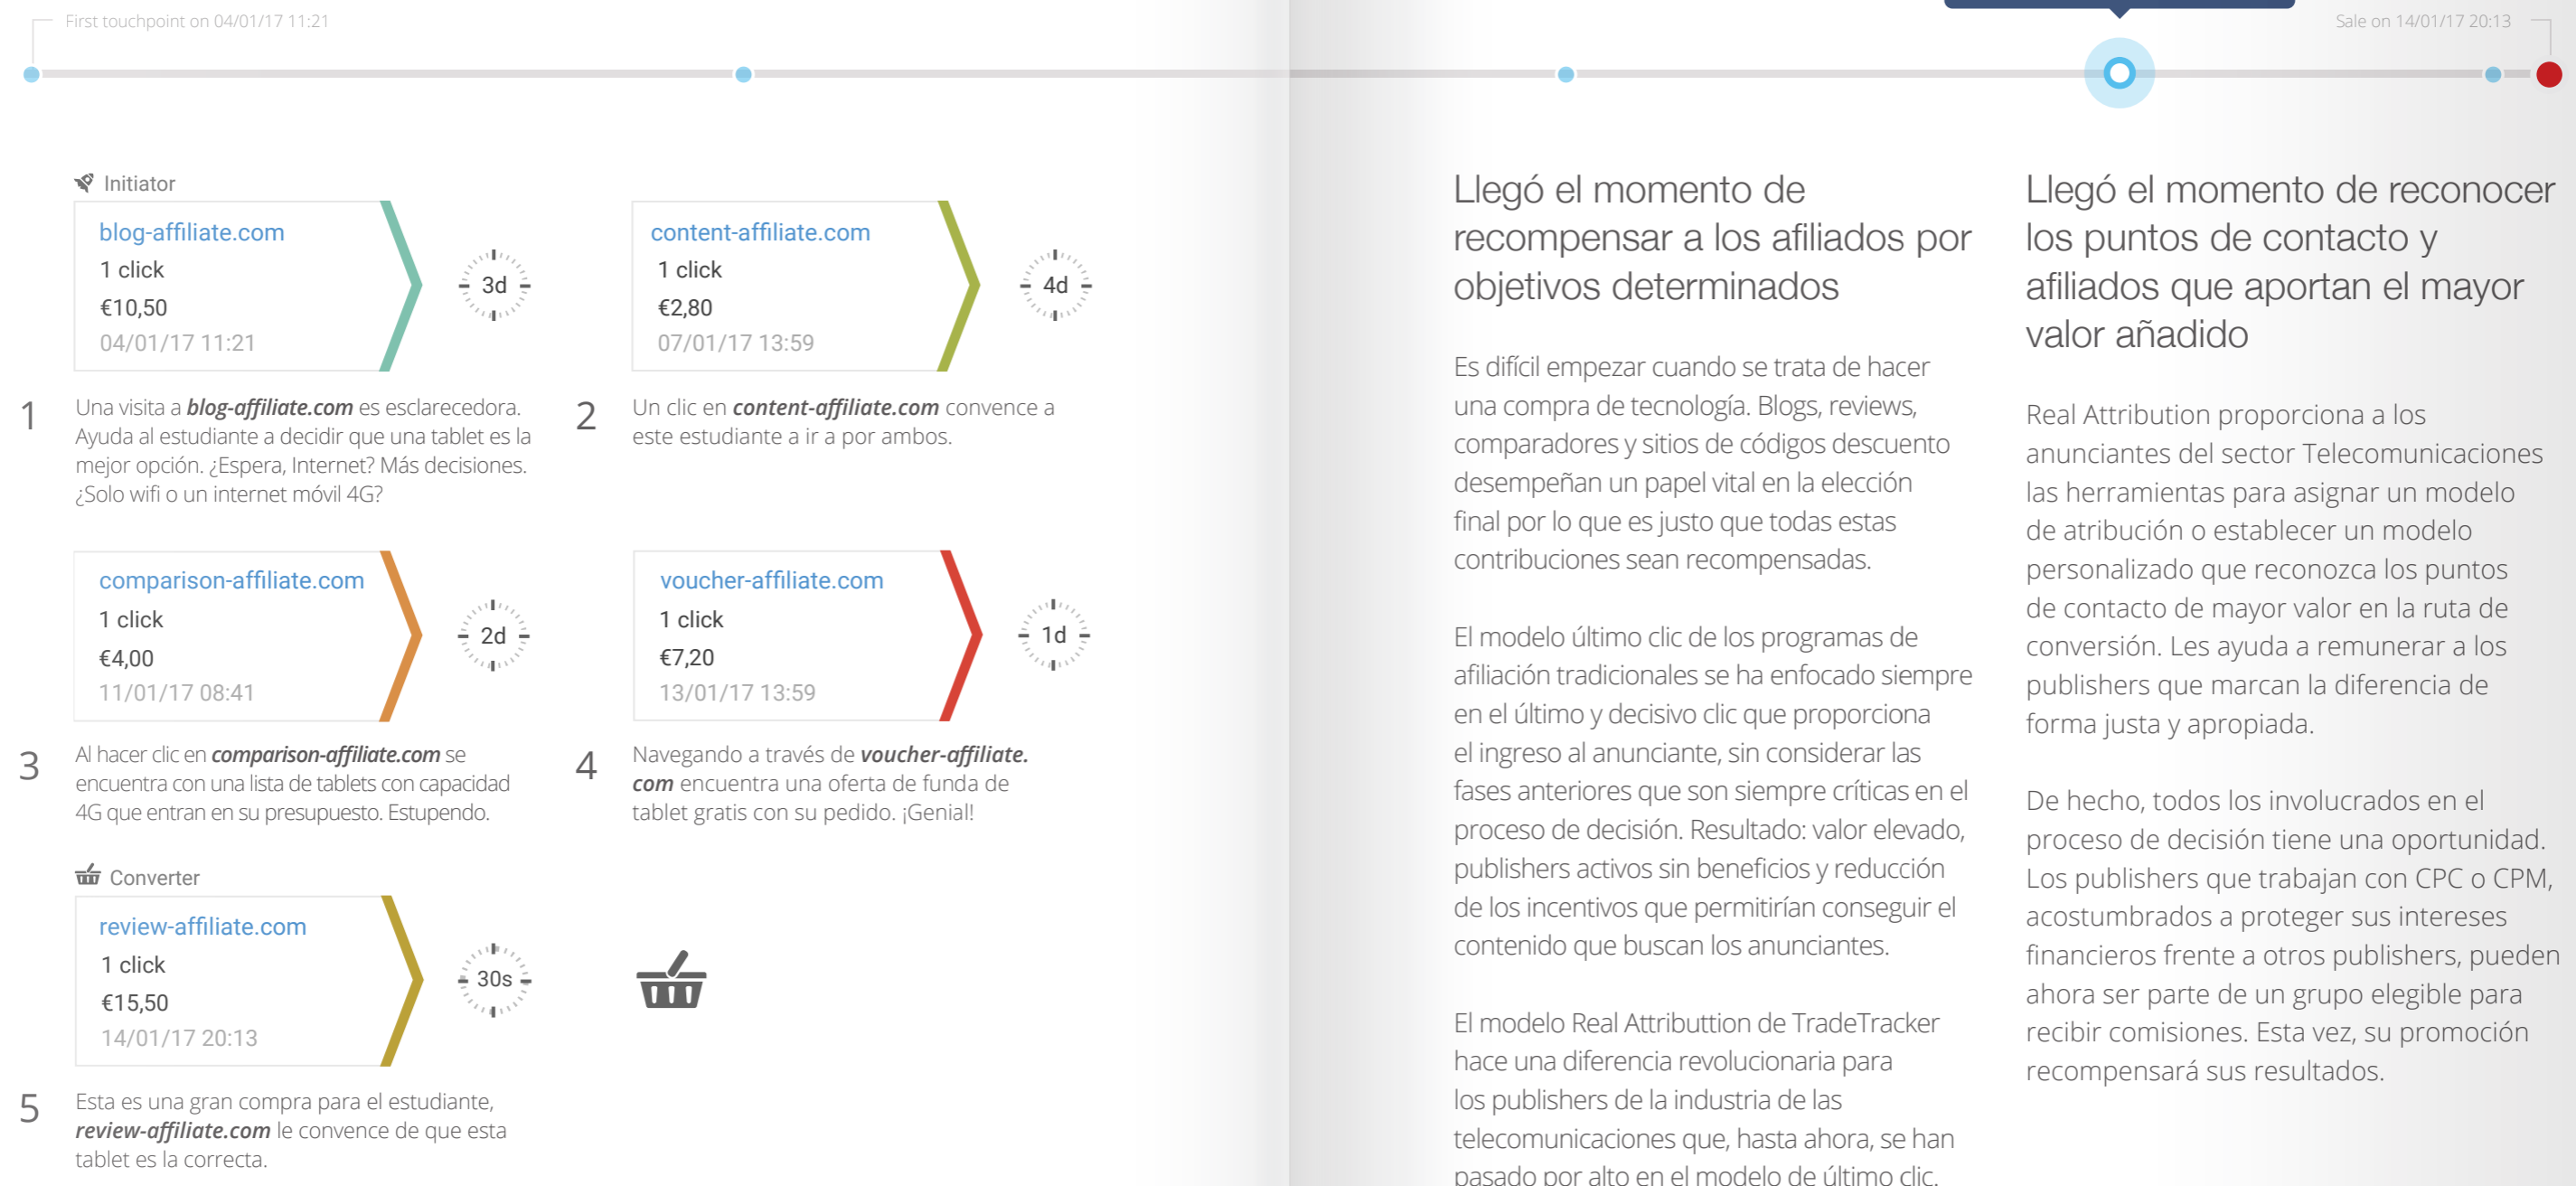 First touchpoint on 04/01/17 11:21
Sale on 14/01/17 20:13
Initiator
blog-affiliate.com
1 click
€10,50
04/01/17 11:21
3d
1
Una visita a blog-affiliate.com es esclarecedora.
Ayuda al estudiante a decidir que una tablet es la
mejor opción. ¿Espera, Internet? Más decisiones.
¿Solo wifi o un internet móvil 4G?
content-affiliate.com
1 click
€2,80
07/01/17 13:59
4d
2
Un clic en content-affiliate.com convence a
este estudiante a ir a por ambos.
comparison-affiliate.com
1 click
€4,00
11/01/17 08:41
2d
3
Al hacer clic en comparison-affiliate.com se
encuentra con una lista de tablets con capacidad
4G que entran en su presupuesto. Estupendo.
voucher-affiliate.com
1 click
€7,20
13/01/17 13:59
1d
4
Navegando a través de voucher-affiliate.
com encuentra una oferta de funda de
tablet gratis con su pedido. ¡Genial!
Converter
review-affiliate.com
1 click
€15,50
14/01/17 20:13
30s
5
Esta es una gran compra para el estudiante,
review-affiliate.com le convence de que esta
tablet es la correcta.
Llegó el momento de
recompensar a los afiliados por
objetivos determinados
Es difícil empezar cuando se trata de hacer
una compra de tecnología. Blogs, reviews,
comparadores y sitios de códigos descuento
desempeñan un papel vital en la elección
final por lo que es justo que todas estas
contribuciones sean recompensadas.
El modelo último clic de los programas de
afiliación tradicionales se ha enfocado siempre
en el último y decisivo clic que proporciona
el ingreso al anunciante, sin considerar las
fases anteriores que son siempre críticas en el
proceso de decisión. Resultado: valor elevado,
publishers activos sin beneficios y reducción
de los incentivos que permitirían conseguir el
contenido que buscan los anunciantes.
El modelo Real Attributtion de TradeTracker
hace una diferencia revolucionaria para
los publishers de la industria de las
telecomunicaciones que, hasta ahora, se han
pasado por alto en el modelo de último clic.
Llegó el momento de reconocer
los puntos de contacto y
afiliados que aportan el mayor
valor añadido
Real Attribution proporciona a los
anunciantes del sector Telecomunicaciones
las herramientas para asignar un modelo
de atribución o establecer un modelo
personalizado que reconozca los puntos
de contacto de mayor valor en la ruta de
conversión. Les ayuda a remunerar a los
publishers que marcan la diferencia de
forma justa y apropiada.
De hecho, todos los involucrados en el
proceso de decisión tiene una oportunidad.
Los publishers que trabajan con CPC o CPM,
acostumbrados a proteger sus intereses
financieros frente a otros publishers, pueden
ahora ser parte de un grupo elegible para
recibir comisiones. Esta vez, su promoción
recompensará sus resultados.